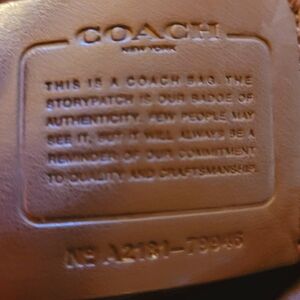 COACH
NEW YORK
THIS IS A COACH BAG. THE
STORYPATCH IS OUR BADGE OF
AUTHENTICITY. FEW PEOPLE MAY
SEE IT, BUT IT WILL ALWAYS BE A
REMINDER OF OUR COMMITMENT
TO QUALITY AND CRAFTSMANSHIP.
Nº A2181-79946